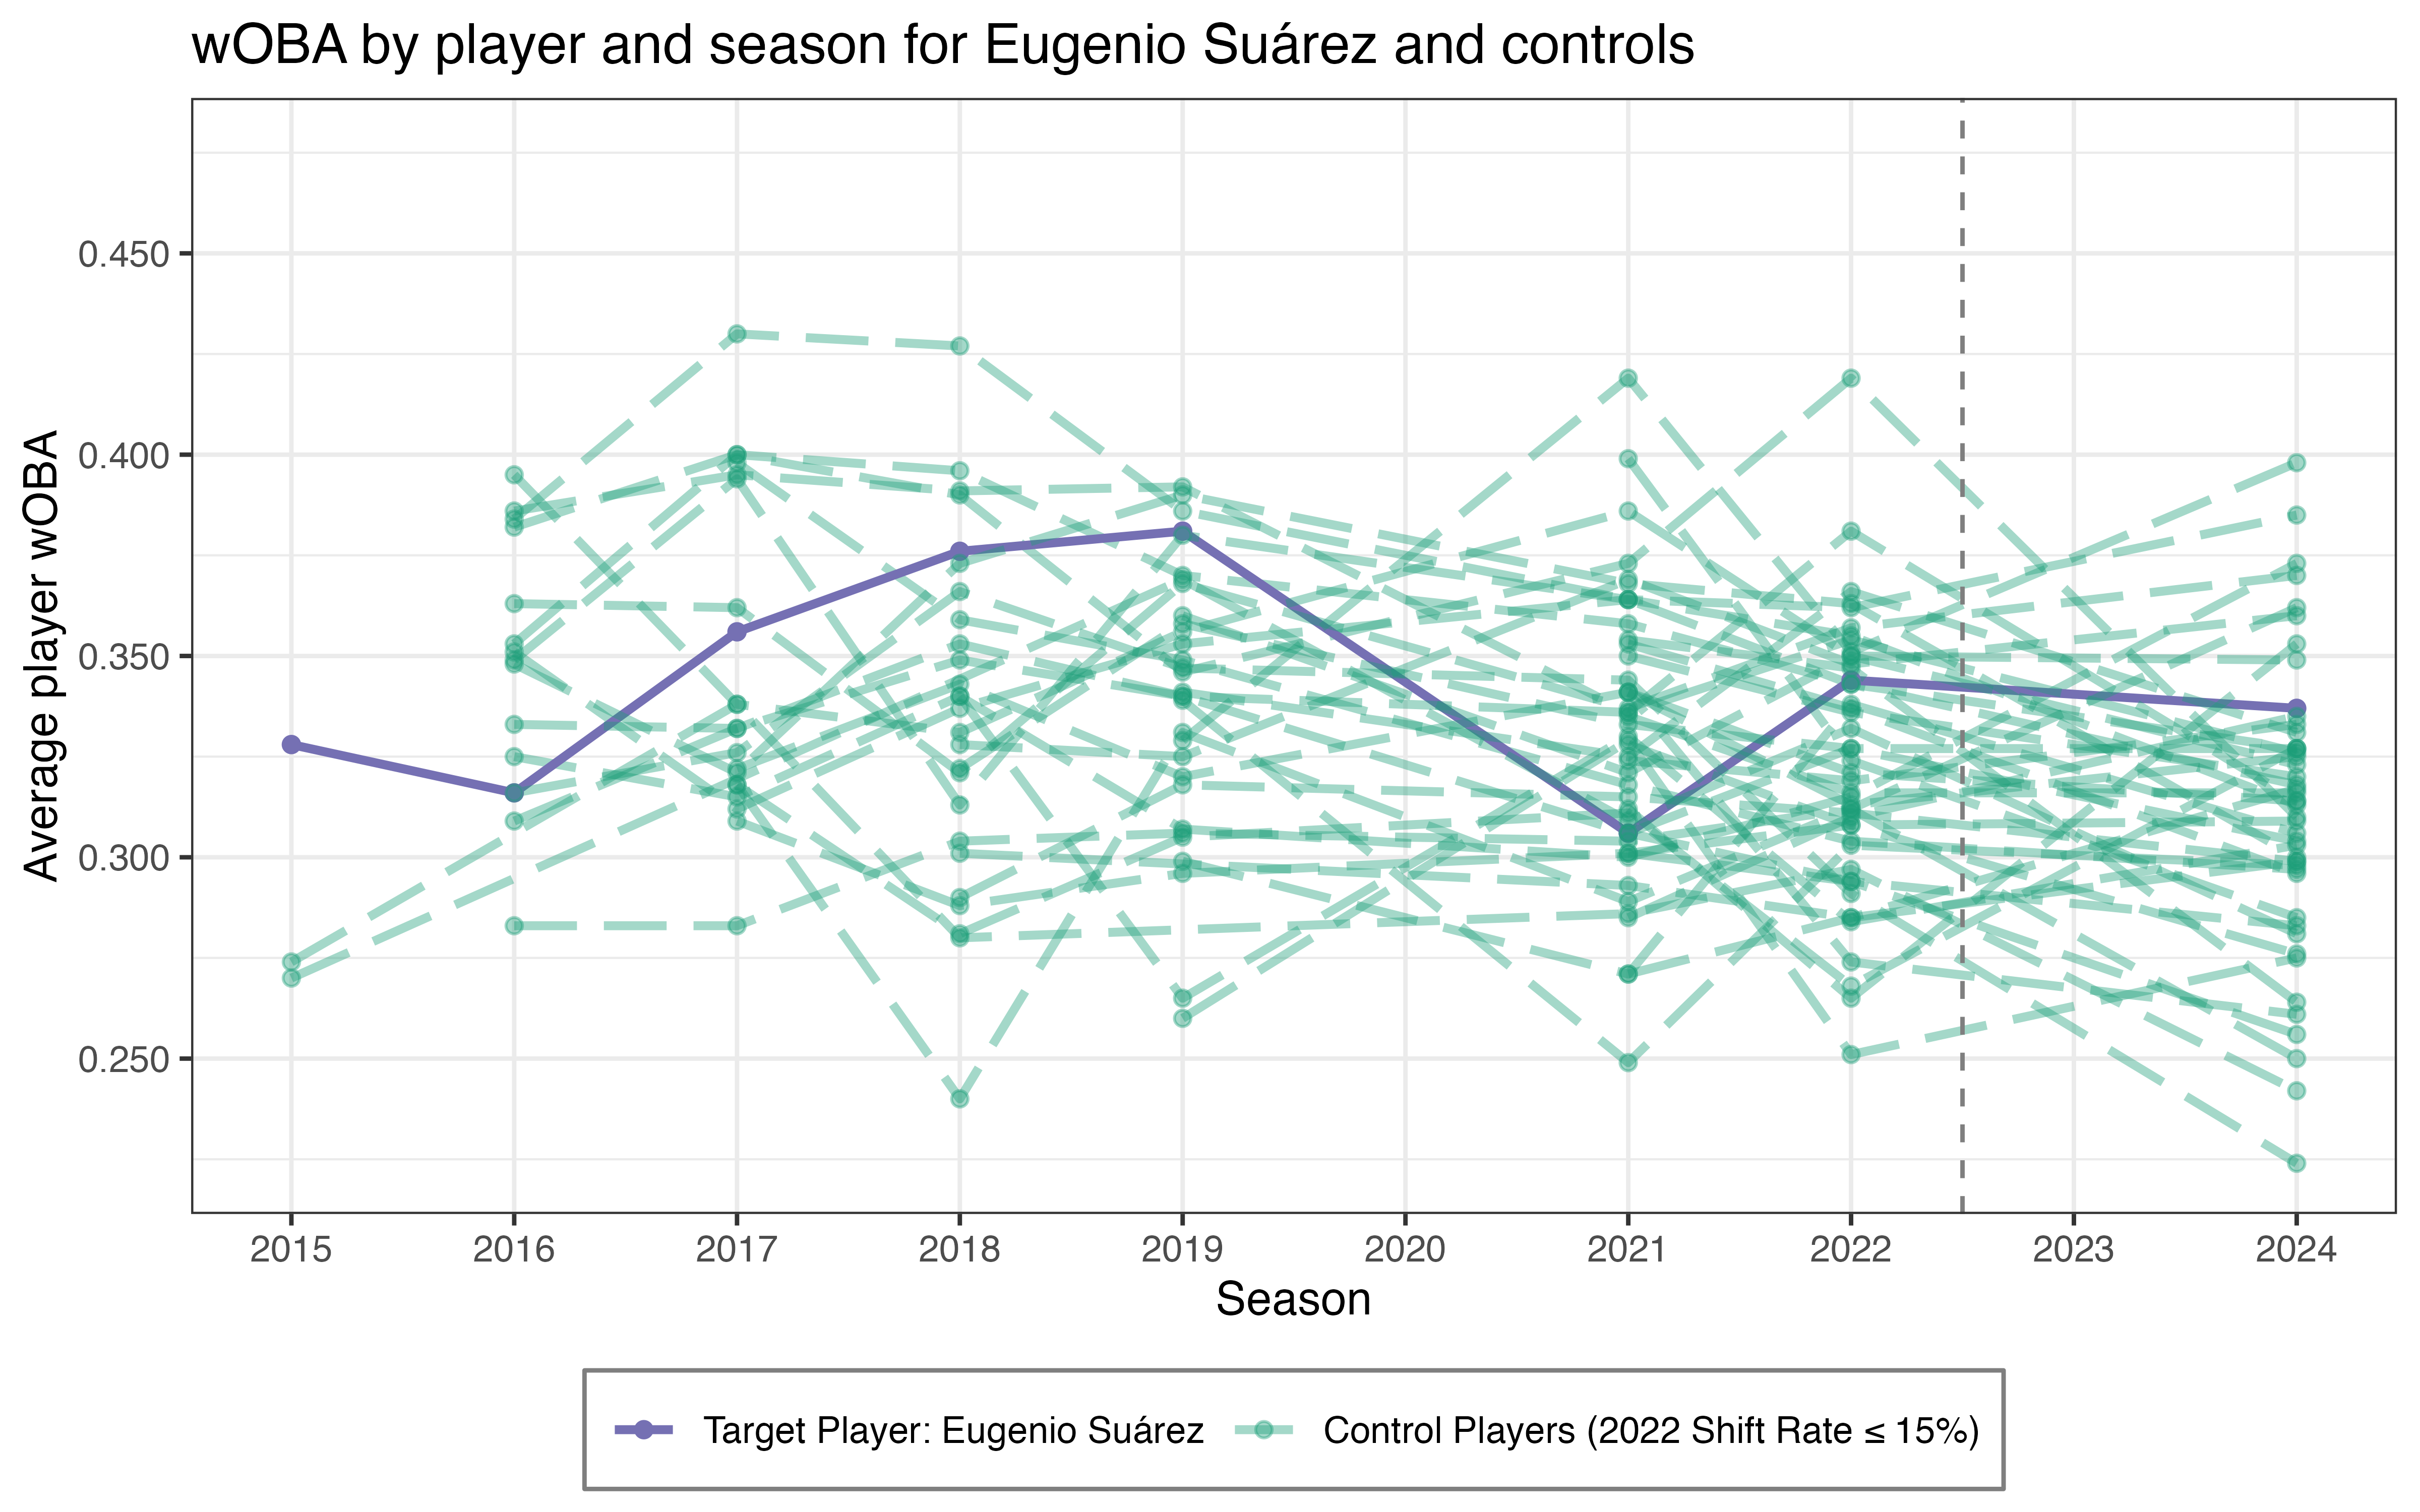 wOBA by player and season for Eugenio Suárez and controls
Average player wOBA
0.450
0.400
0.350
0.300
0.250
2015 2016 2017 2018 2019 2020 2021 2022 2023 2024
Season
Target Player: Eugenio Suárez Control Players (2022 Shift Rate ≤ 15%)